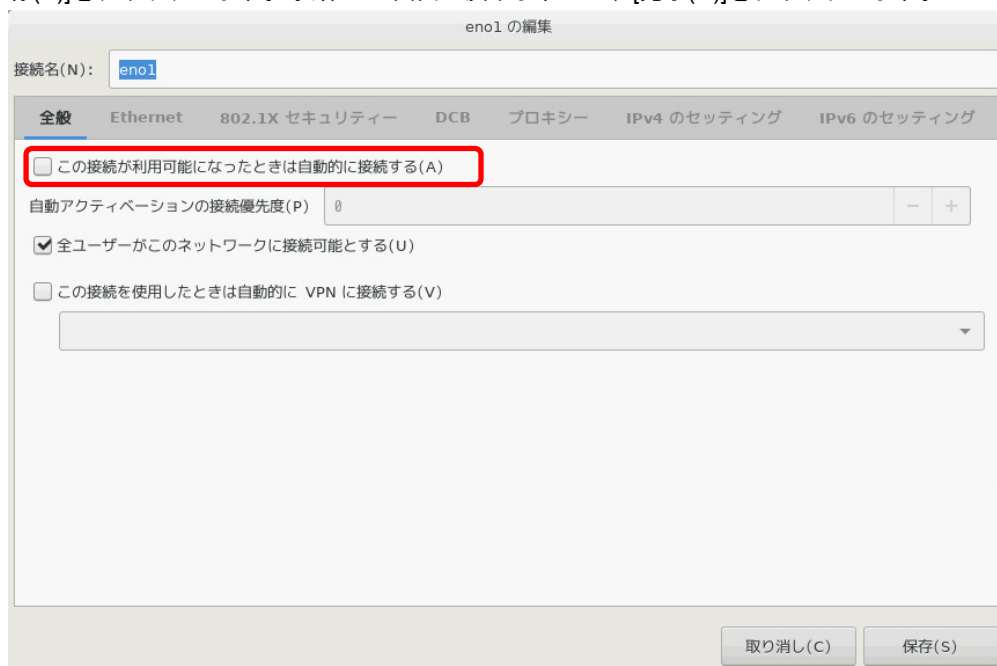 eno1 の編集
接続名(N): eno1
全般 Ethernet 802.1X セキュリティー DCB プロキシー IPv4 のセッティング IPv6 のセッティング
この接続が利用可能になったときは自動的に接続する(A)
自動アクティベーションの接続優先度(P) 0 - +
全ユーザーがこのネットワークに接続可能とする(U)
この接続を使用したときは自動的に VPN に接続する(V)
取り消し(C) 保存(S)